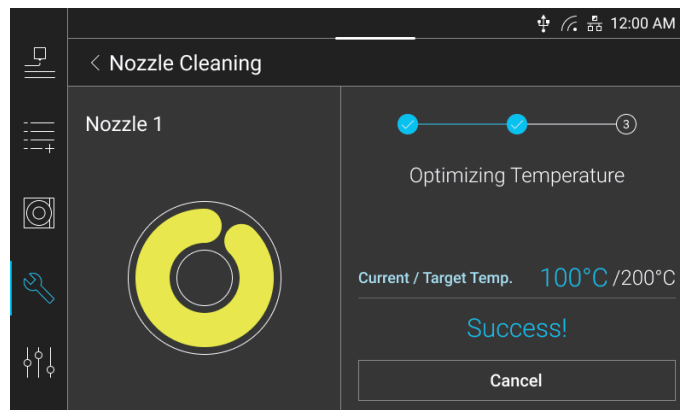 12:00 AM
Nozzle Cleaning
Nozzle 1
3
Optimizing Temperature
Current / Target Temp. 100°C /200°C
Success!
Cancel